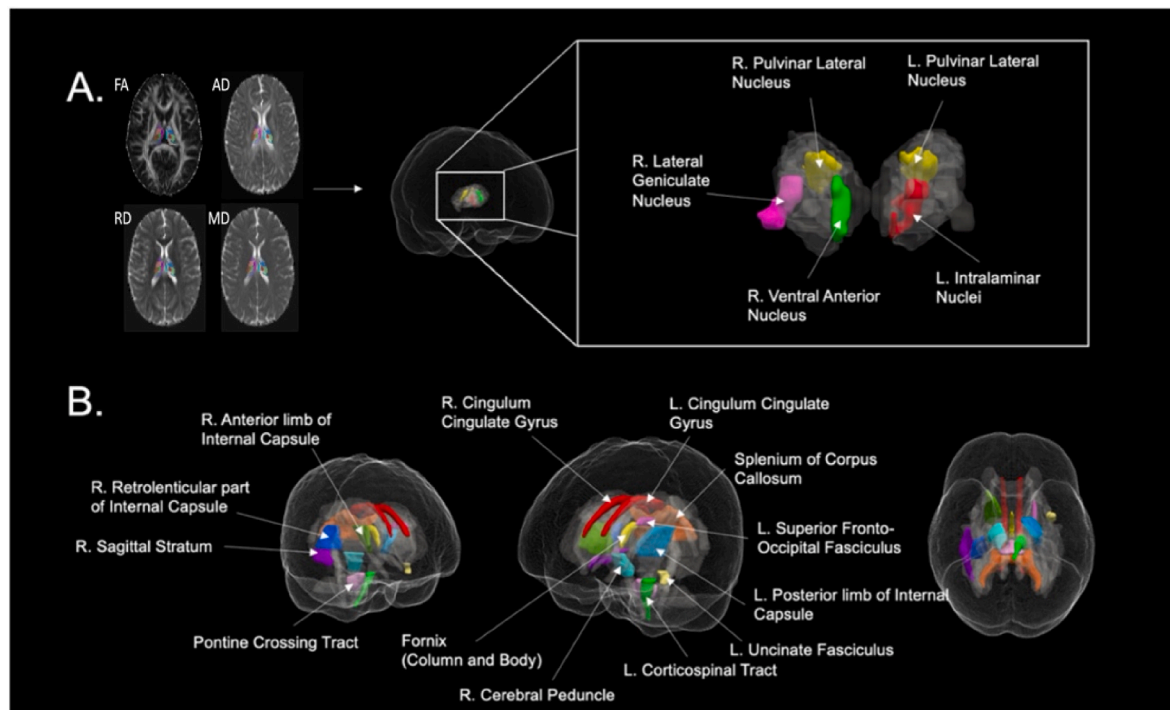 A.
FA
AD
RD
MD
R. Pulvinar Lateral
Nucleus
L. Pulvinar Lateral
Nucleus
R. Lateral
Geniculate
Nucleus
R. Ventral Anterior
Nucleus
L. Intralaminar
Nuclei
B.
R. Anterior limb of
Internal Capsule
R. Retrolenticular part
of Internal Capsule
R. Sagittal Stratum
Pontine Crossing Tract
R. Cingulum
Cingulate Gyrus
L. Cingulum Cingulate
Gyrus
Splenium of Corpus
Callosum
L. Superior Fronto-
Occipital Fasciculus
L. Posterior limb of Internal
Capsule
L. Uncinate Fasciculus
L. Corticospinal Tract
Fornix
(Column and Body)
R. Cerebral Peduncle